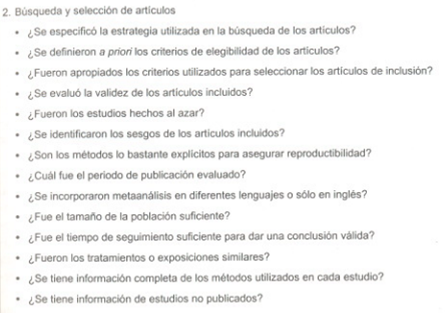 2. Búsqueda y selección de artículos
• ¿Se especificó la estrategia utilizada en la búsqueda de los artículos?
• ¿Se definieron a priori los criterios de elegibilidad de los artículos?
• ¿Fueron apropiados los criterios utilizados para seleccionar los artículos de inclusión?
• ¿Se evaluó la validez de los artículos incluidos?
• ¿Fueron los estudios hechos al azar?
• ¿Se identificaron los sesgos de los artículos incluidos?
• ¿Son los métodos lo bastante explícitos para asegurar reproductibilidad?
• ¿Cuál fue el periodo de publicación evaluado?
• ¿Se incorporaron metaanálisis en diferentes lenguajes o sólo en inglés?
• ¿Fue el tamaño de la población suficiente?
• ¿Fue el tiempo de seguimiento suficiente para dar una conclusión válida?
• ¿Fueron los tratamientos o exposiciones similares?
• ¿Se tiene información completa de los métodos utilizados en cada estudio?
• ¿Se tiene información de estudios no publicados?